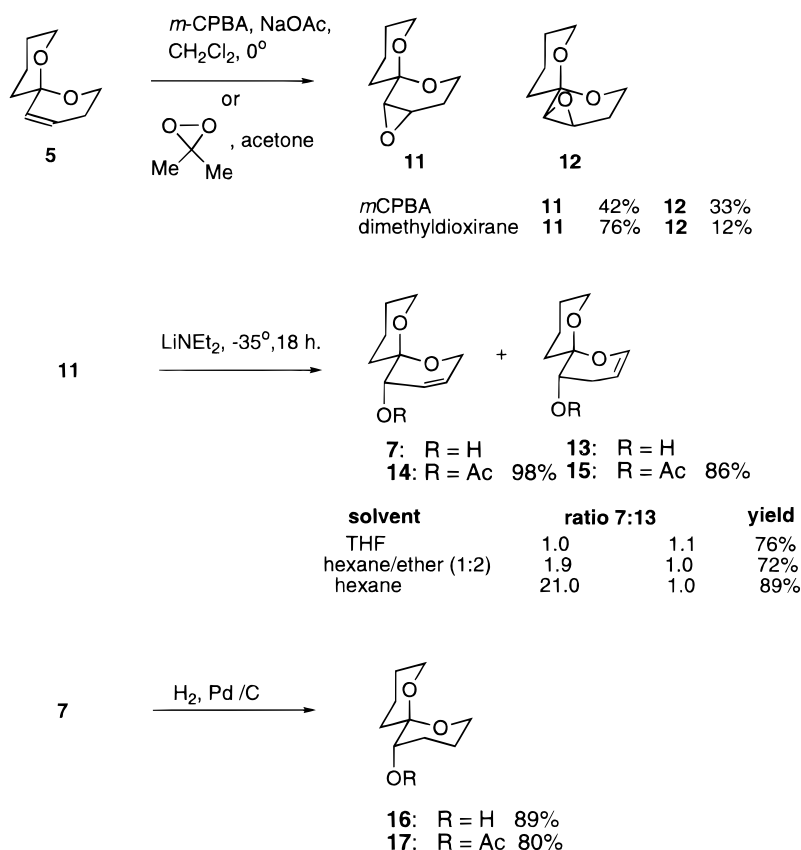 m-CPBA, NaOAc,
CH2Cl2, 0°
or
O O
, acetone
Me Me
5
O
O
O
O
O
11
O
O
O
12
mCPBA 11 42% 12 33%
dimethyldioxirane 11 76% 12 12%
11
LiNEt2, -35°,18 h.
O
O
OR
+
O
O
OR
7: R = H 13: R = H
14: R = Ac 98% 15: R = Ac 86%
solvent ratio 7:13 yield
THF 1.0 1.1 76%
hexane/ether (1:2) 1.9 1.0 72%
hexane 21.0 1.0 89%
7
H2, Pd /C
O
O
OR
16: R = H 89%
17: R = Ac 80%